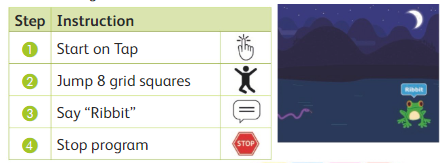 Step Instruction
1 Start on Tap
2 Jump 8 grid squares
3 Say “Ribbit”
4 Stop program
STOP
Ribbit